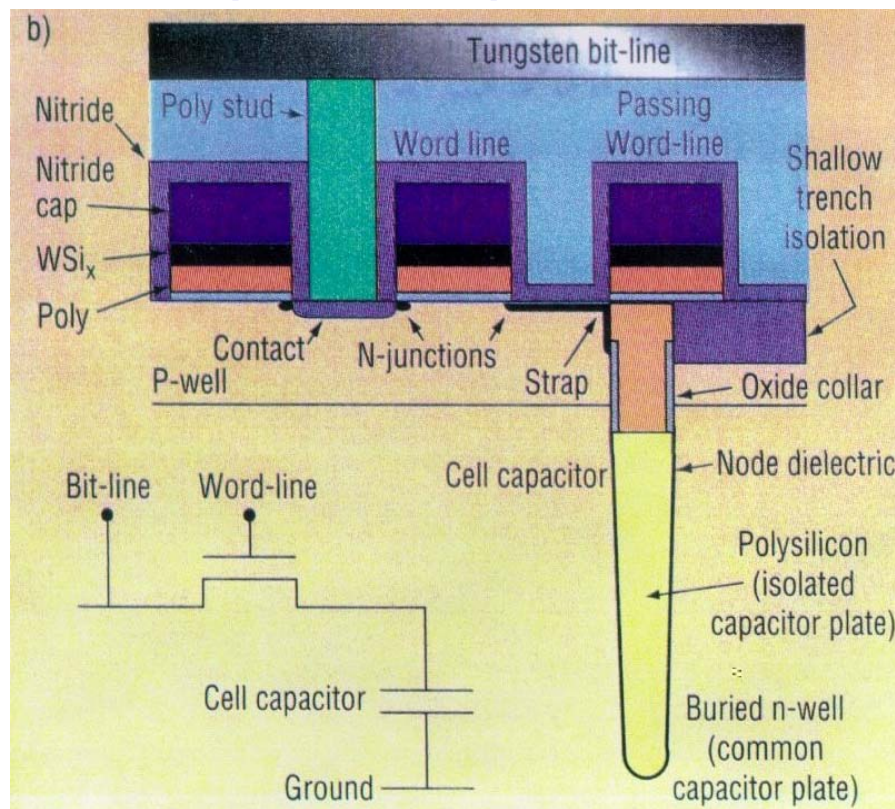 b)
Tungsten bit-line
Nitride
Poly stud
Passing
Word-line
Word line
Nitride
cap
Shallow
trench
isolation
WSiₓ
Poly
Contact
N-junctions
Strap
P-well
Oxide collar
Cell capacitor
Node dielectric
Bit-line
Word-line
Polysilicon
(isolated
capacitor plate)
Cell capacitor
Buried n-well
(common
capacitor plate)
Ground